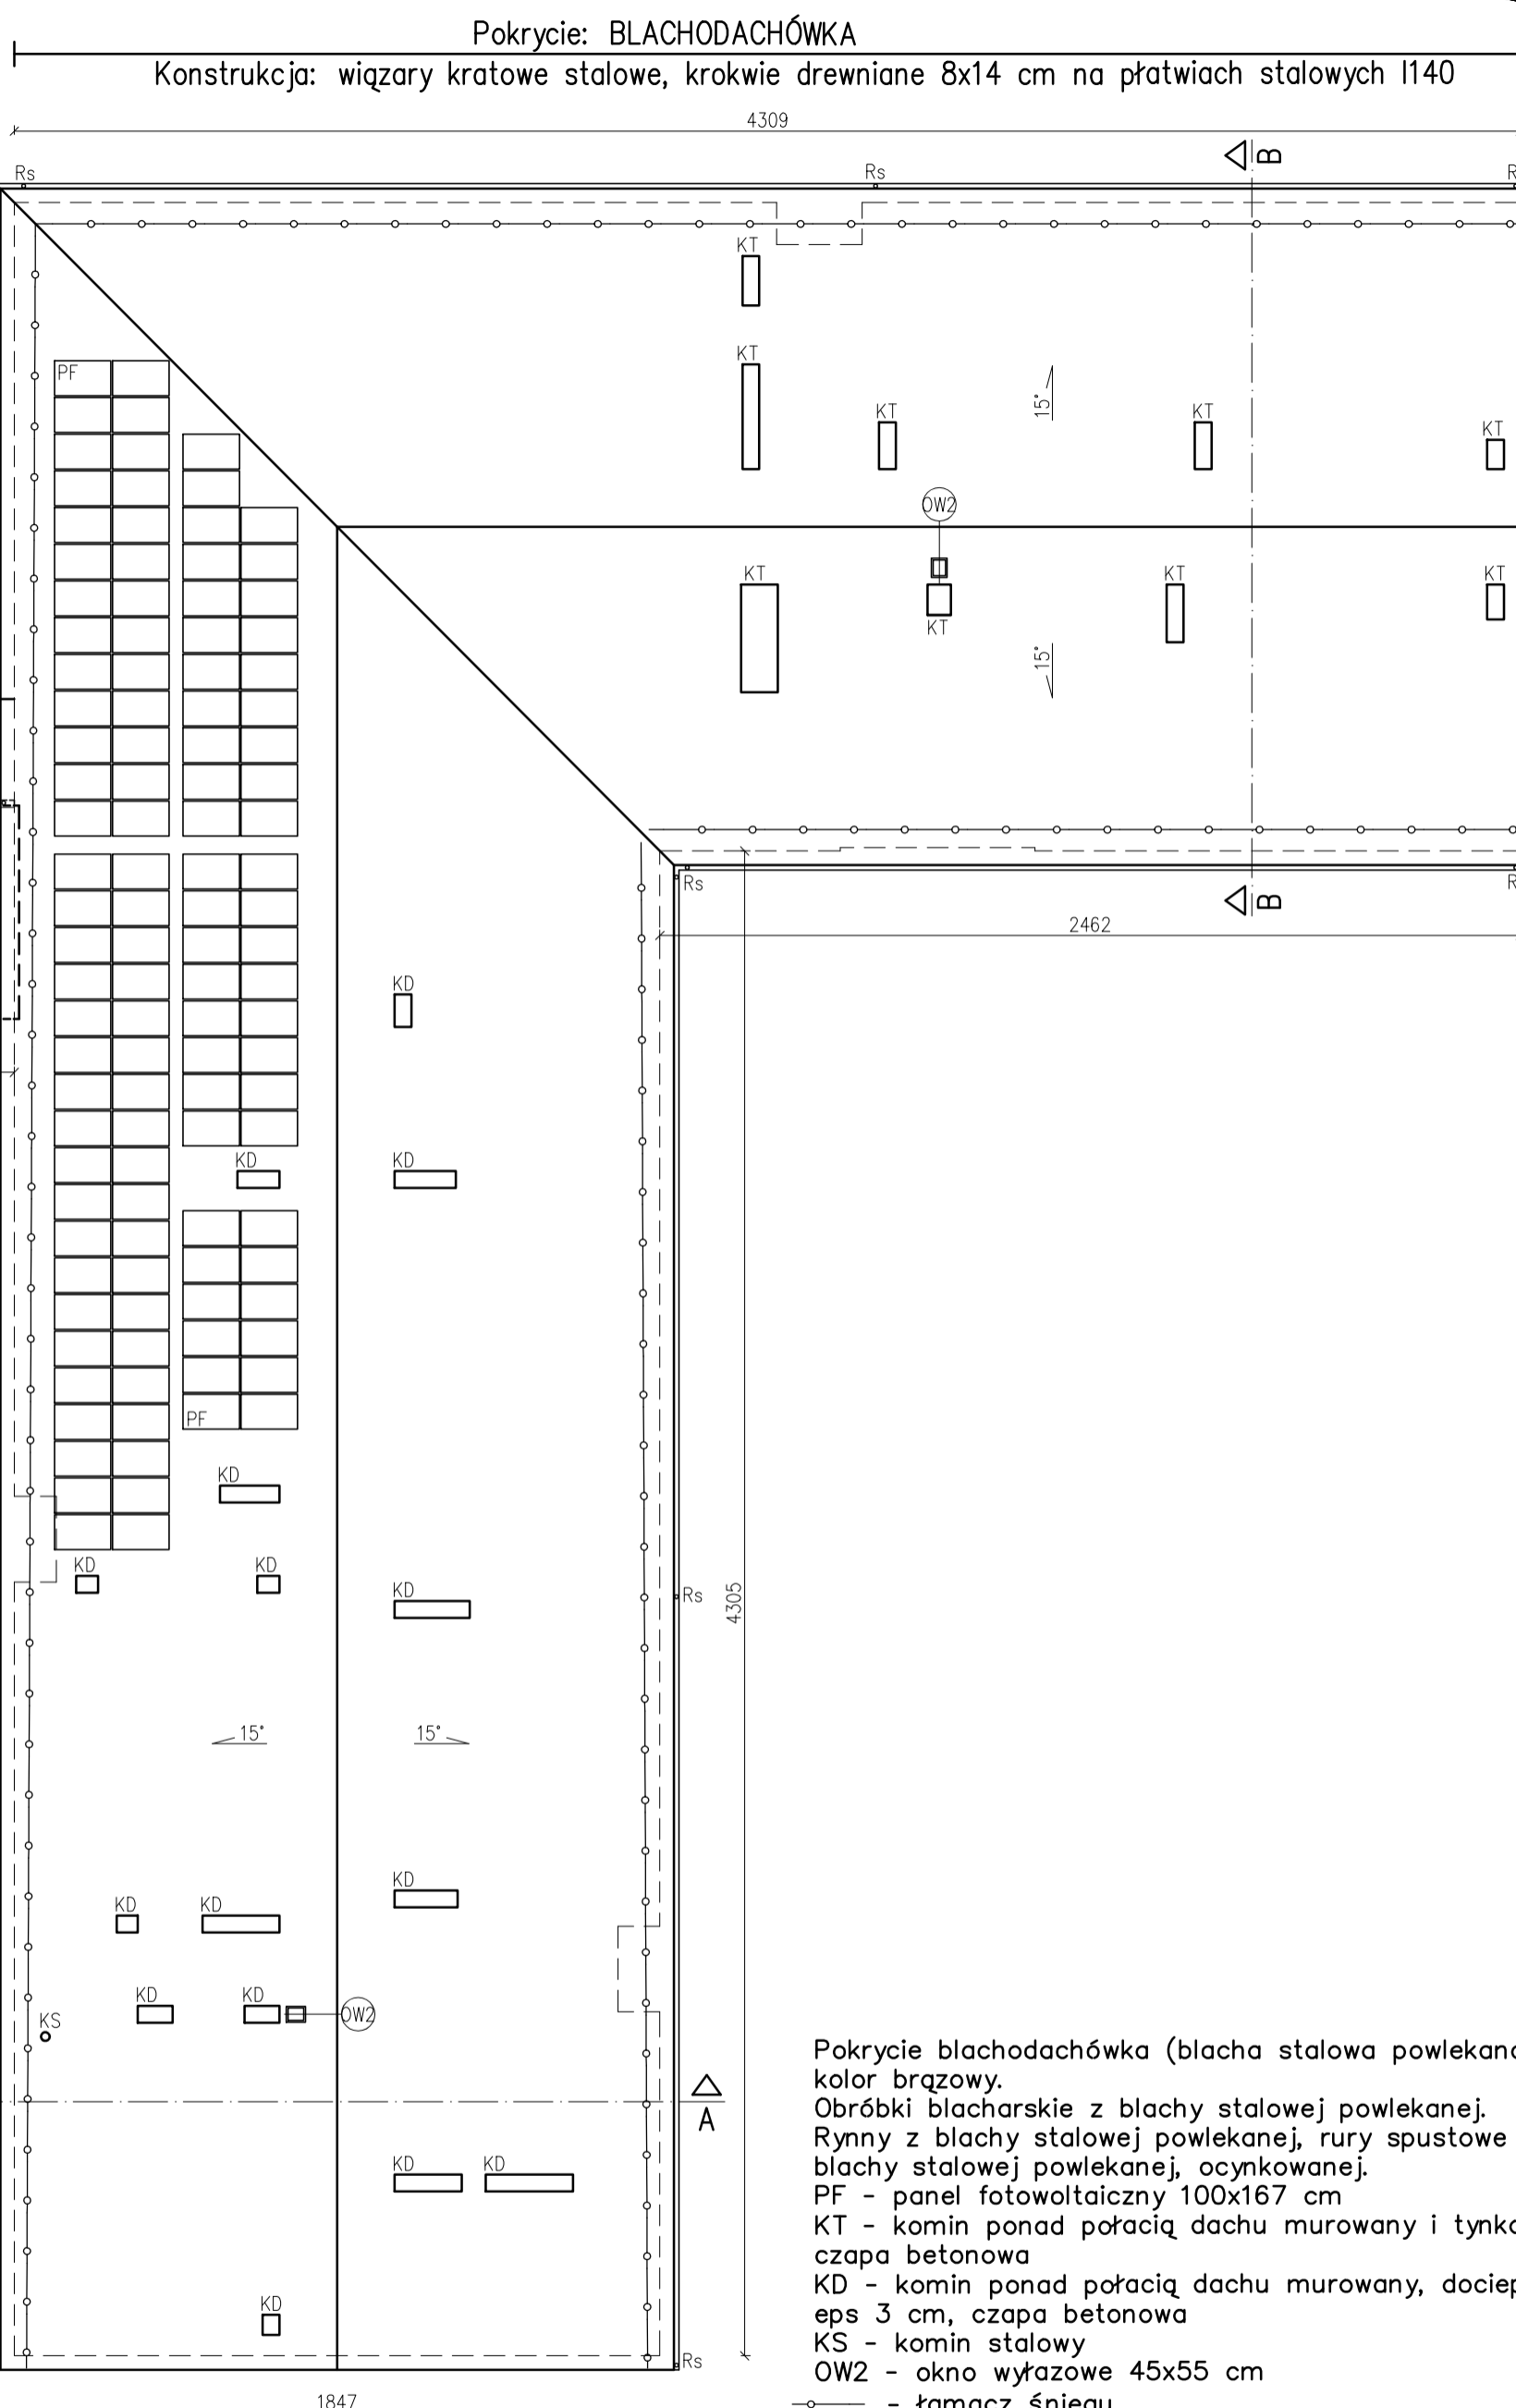 Pokrycie: BLACHODACHÓWKA
Konstrukcja: wiązary kratowe stalowe, krokwie drewniane 8x14 cm na płatwiach stalowych I140
4309
B
Rs
Rs
KT
KT
15°
KT
KT
KT
PF
OW2
KT
KT
KT
KT
15°
Rs
B
2462
KD
KD
KD
PF
KD
KD
KD
KD
Rs
4305
15°
15°
KD
KD
KD
KD
KD
OW2
KS
A
KD
KD
KD
Rs
1847
Pokrycie blachodachówka (blacha stalowa
kolor brązowy.
Obróbki blacharskie z blachy stalowej powlekanej.
Rynny z blachy stalowej powlekanej, rury spustowe
blachy stalowej powlekanej, ocynkowanej.
PF - panel fotowoltaiczny 100x167 cm
KT - komin ponad połacią dachu murowany i
czapa betonowa
KD - komin ponad połacią dachu murowany,
eps 3 cm, czapa betonowa
KS - komin stalowy
OW2 - okno wyłazowe 45x55 cm
- łamacz śniegu